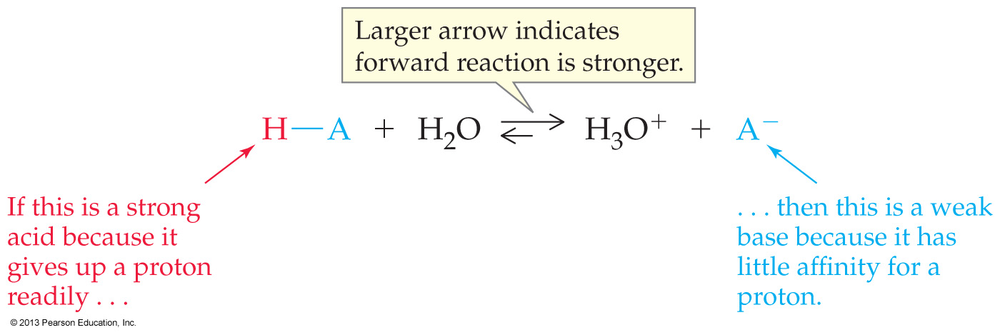 Larger arrow indicates
forward reaction is stronger.
H—A + H₂O ⇌ H₃O⁺ + A⁻
If this is a strong
acid because it
gives up a proton
readily . . .
. . . then this is a weak
base because it has
little affinity for a
proton.
© 2013 Pearson Education, Inc.